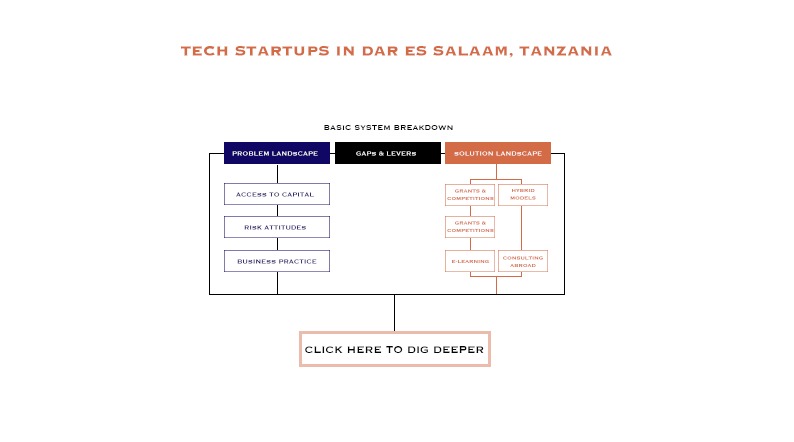 TECH STARTUPS IN DAR ES SALAAM, TANZANIA
BASIC SYSTEM BREAKDOWN
PROBLEM LANDSCAPE
GAPS & LEVERS
SOLUTION LANDSCAPE
ACCESS TO CAPITAL
GRANTS &
COMPETITIONS
HYBRID
MODELS
RISK ATTITUDES
GRANTS &
COMPETITIONS
BUSINESS PRACTICE
E-LEARNING
CONSULTING
ABROAD
CLICK HERE TO DIG DEEPER